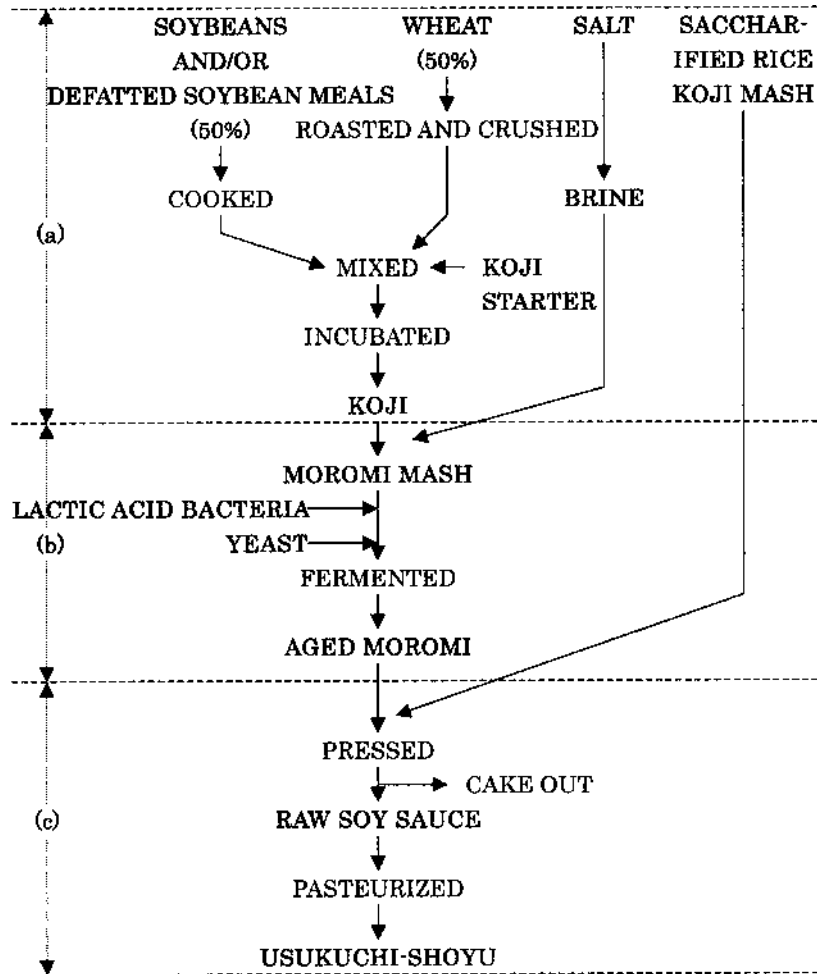 SOYBEANS
AND/OR
DEFATTED SOYBEAN MEALS
(50%)
WHEAT
(50%)
SALT
SACCHAR-
IFIED RICE
KOJI MASH
ROASTED AND CRUSHED
COOKED
BRINE
(a)
MIXED
KOJI
STARTER
INCUBATED
KOJI
MOROMI MASH
LACTIC ACID BACTERIA
(b)
YEAST
FERMENTED
AGED MOROMI
PRESSED
CAKE OUT
(c)
RAW SOY SAUCE
PASTEURIZED
USUKUCHI-SHOYU